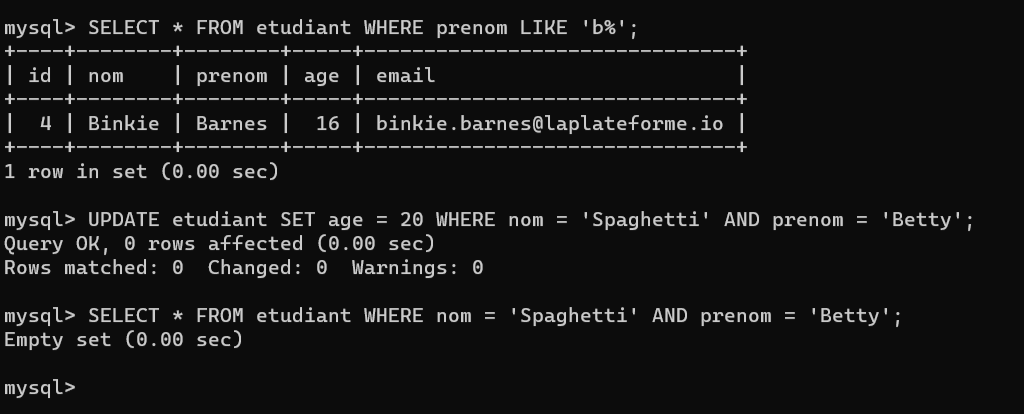 mysql> SELECT * FROM etudiant WHERE prenom LIKE 'b%';
+----+--------+--------+-----+-------------------------------+
| id | nom    | prenom | age | email                         |
+----+--------+--------+-----+-------------------------------+
|  4 | Binkie | Barnes |  16 | binkie.barnes@laplateforme.io |
+----+--------+--------+-----+-------------------------------+
1 row in set (0.00 sec)

mysql> UPDATE etudiant SET age = 20 WHERE nom = 'Spaghetti' AND prenom = 'Betty';
Query OK, 0 rows affected (0.00 sec)
Rows matched: 0  Changed: 0  Warnings: 0

mysql> SELECT * FROM etudiant WHERE nom = 'Spaghetti' AND prenom = 'Betty';
Empty set (0.00 sec)

mysql>